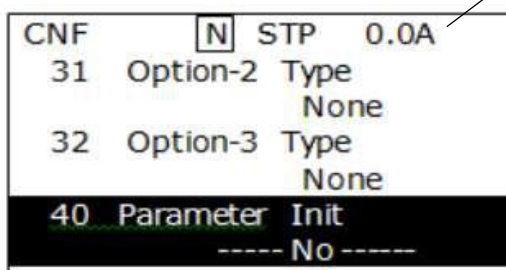 CNF N STP 0.0A
31 Option-2 Type
None
32 Option-3 Type
None
40 Parameter Init
----- No ------